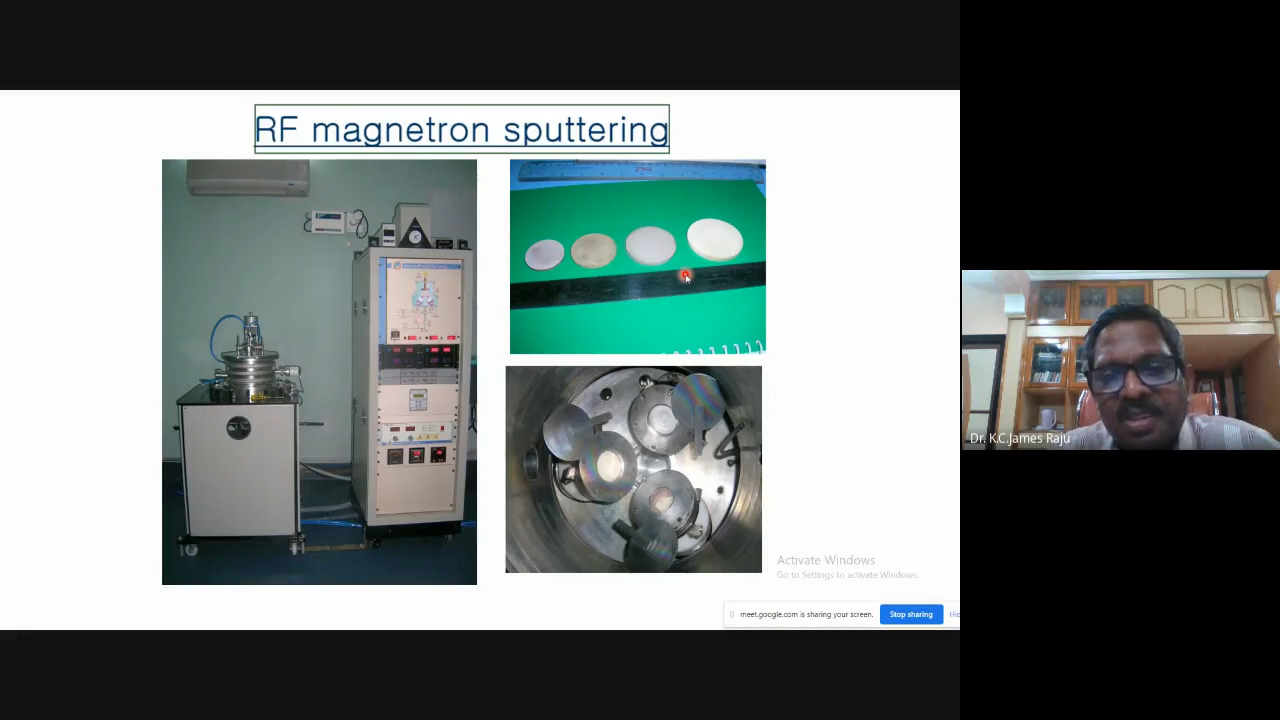 RF magnetron sputtering
Dr. K.C.James Raju
Activate Windows
Go to Settings to activate Windows.
meet.google.com is sharing your screen.
Stop sharing